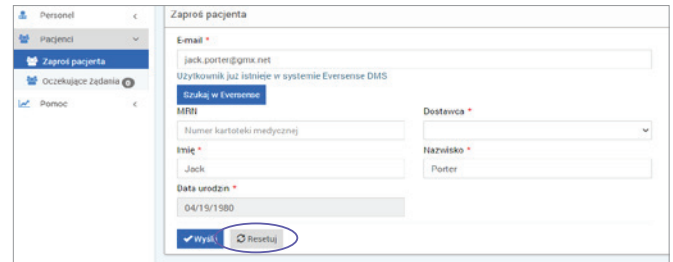 Personel
Zaproś pacjenta
Pacjenci
E-mail *
Zaproś pacjenta
jack.porter@gmx.net
Oczekujące żądania 0
Użytkownik już istnieje w systemie Eversense DMS
Pomoc
Szukaj w Eversense
MRN
Dostawca *
Numer kartoteki medycznej
Imię *
Nazwisko *
Jack
Porter
Data urodzin *
04/19/1980
Wyślij
Resetuj